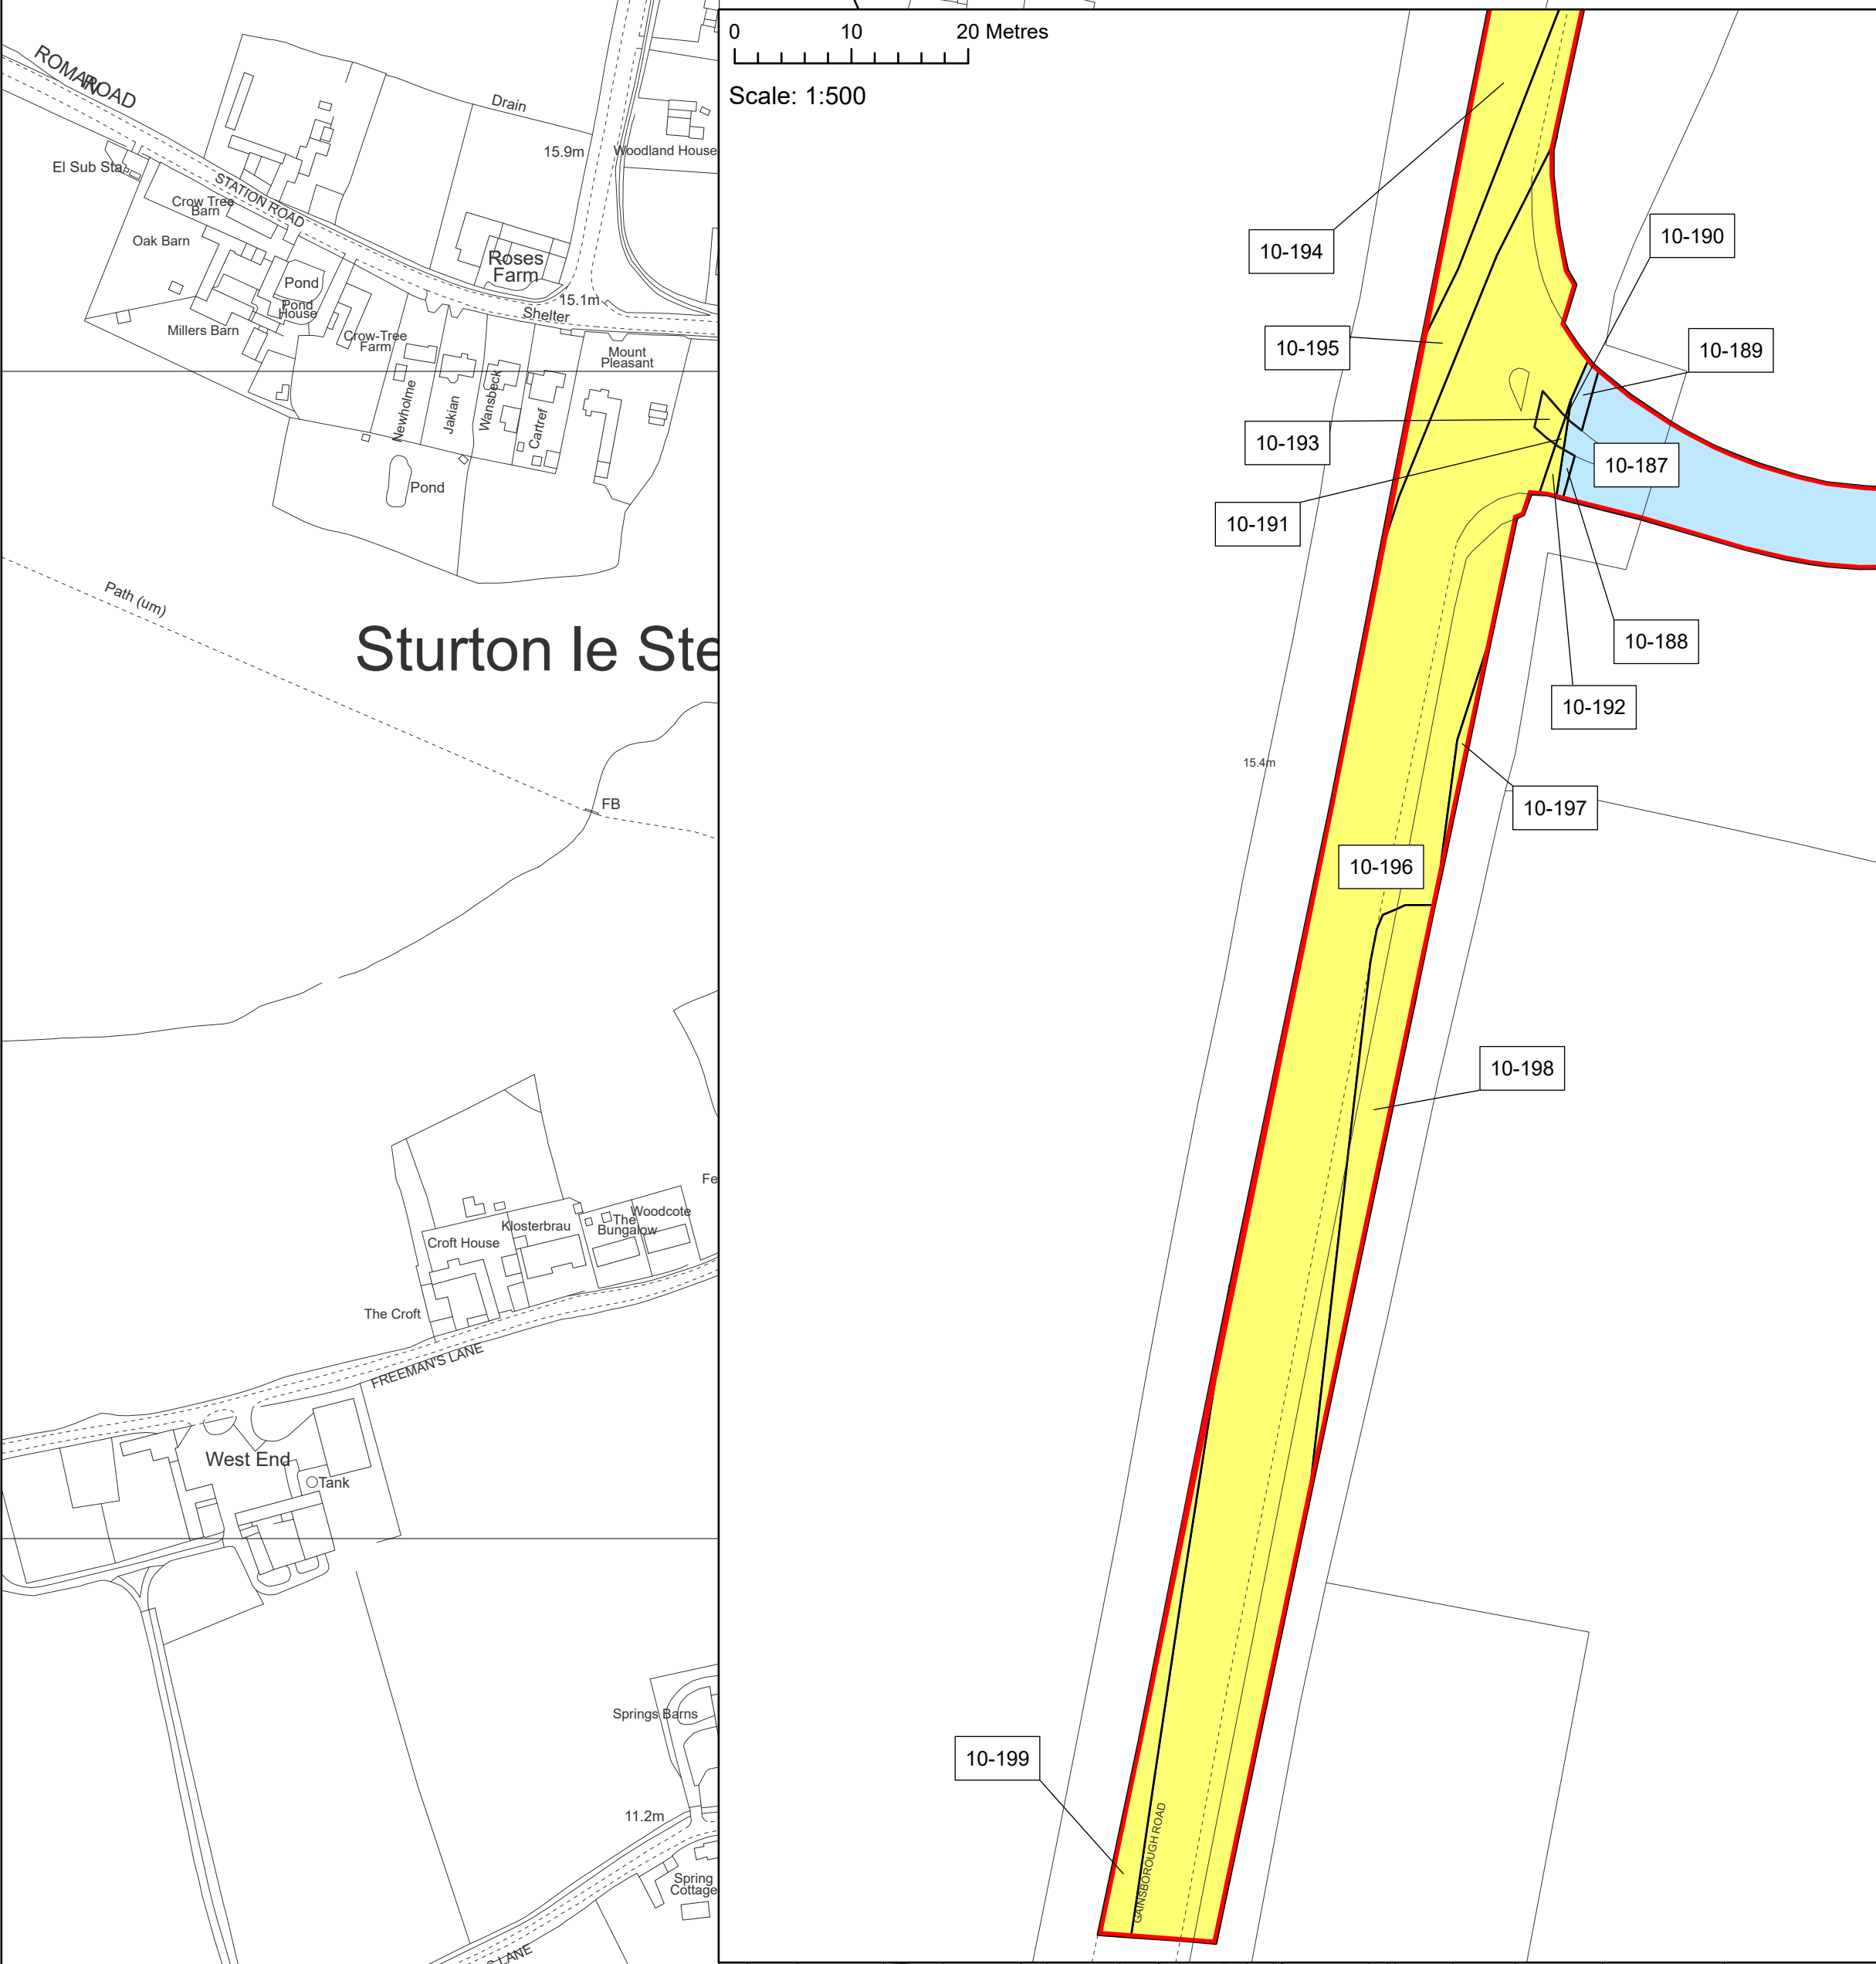 ROMAN ROAD
Drain
El Sub Sta
STATION ROAD
15.9m
Woodland House
Crow Tree
Barn
Oak Barn
Roses
Farm
Pond
Pond
House
15.1m
Shelter
Millers Barn
Crow-Tree
Farm
Mount
Pleasant
Newholme
Jakian
Wansbeck
Cartref
Pond
Path (um)
Sturton le Ste
FB
Fe
Woodcote
The
Bungalow
Klosterbrau
Croft House
The Croft
FREEMAN'S LANE
West End
Tank
Springs Barns
11.2m
Spring
Cottage
LANE
0 10 20 Metres
Scale: 1:500
10-194
10-190
10-195
10-189
10-193
10-187
10-191
10-188
10-192
15.4m
10-197
10-196
10-198
10-199
GAINSBOROUGH ROAD